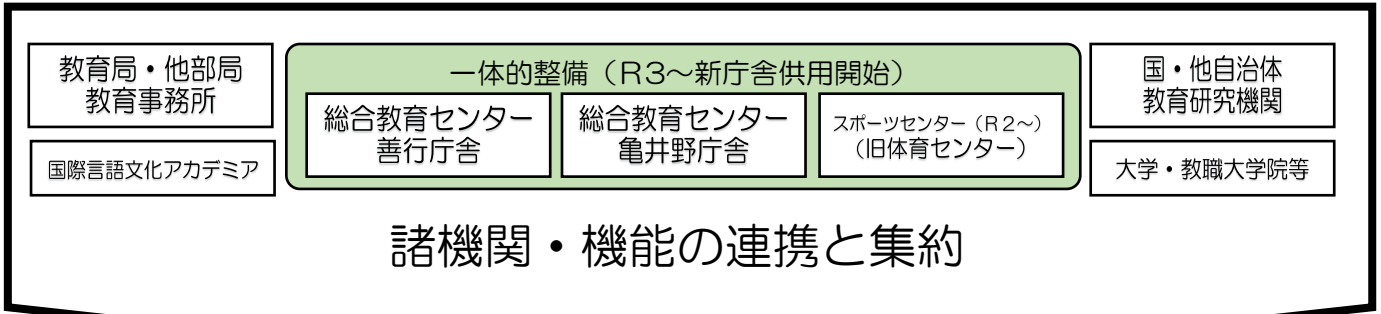 教育局・他部局
教育事務所
国際言語文化アカデミア
一体的整備（R3～新庁舎供用開始）
総合教育センター
善行庁舎
総合教育センター
亀井野庁舎
スポーツセンター（R２～）
（旧体育センター）
国・他自治体
教育研究機関
大学・教職大学院等
諸機関・機能の連携と集約